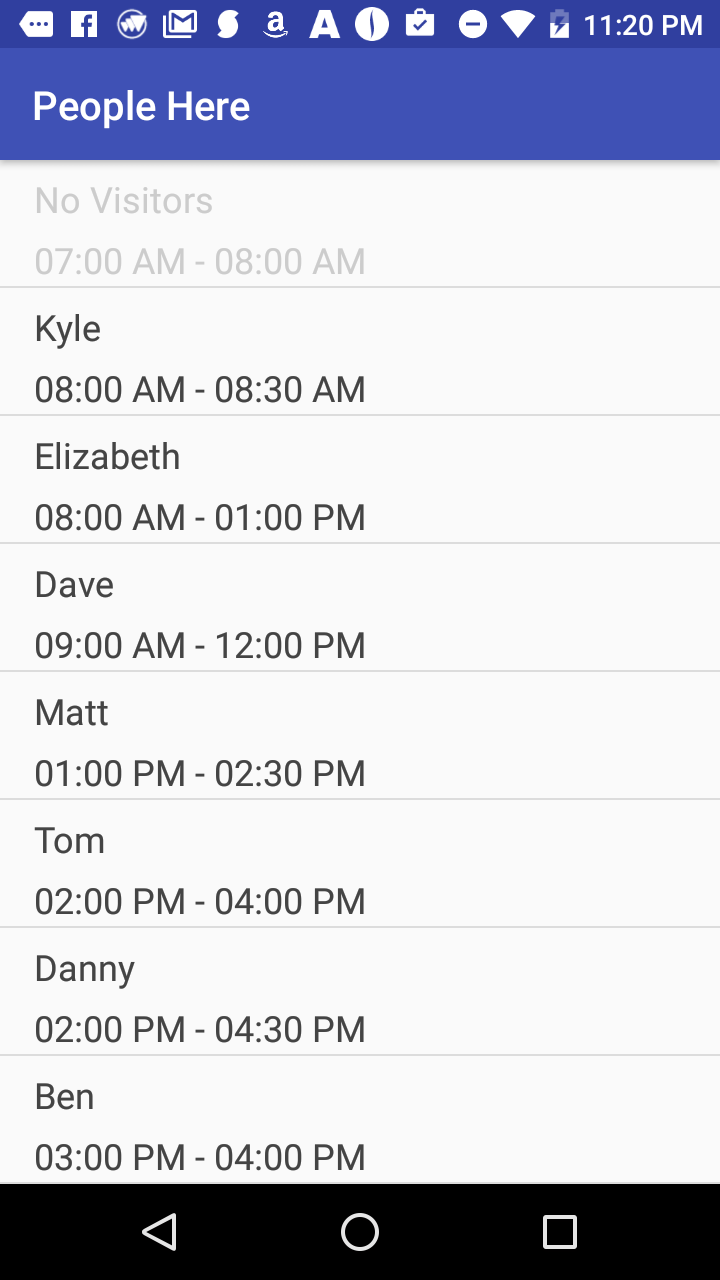 11:20 PM
People Here
No Visitors
07:00 AM - 08:00 AM
Kyle
08:00 AM - 08:30 AM
Elizabeth
08:00 AM - 01:00 PM
Dave
09:00 AM - 12:00 PM
Matt
01:00 PM - 02:30 PM
Tom
02:00 PM - 04:00 PM
Danny
02:00 PM - 04:30 PM
Ben
03:00 PM - 04:00 PM